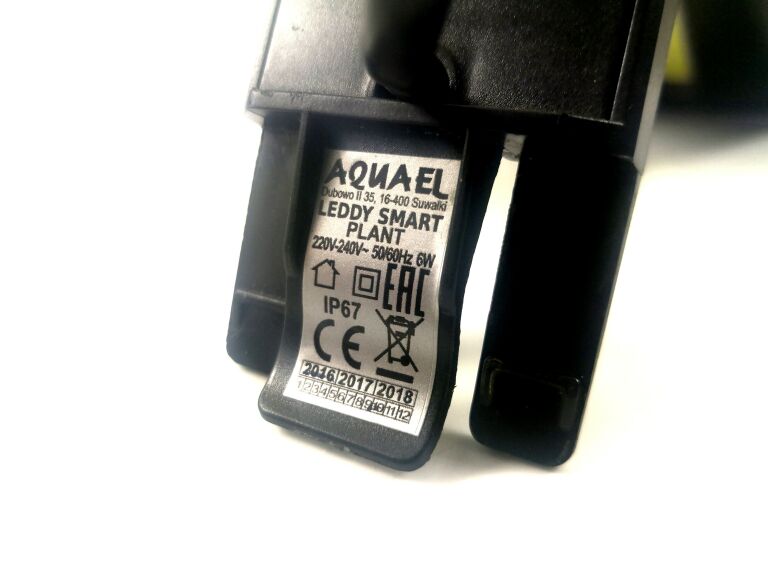 AQUAEL
Dubowo II 35, 16-400 Suwałki
LEDDY SMART
PLANT
220V-240V~ 50/60Hz 6W
EAC
IP67
CE
2016 2017 2018
1 2 3 4 5 6 7 8 9 10 11 12